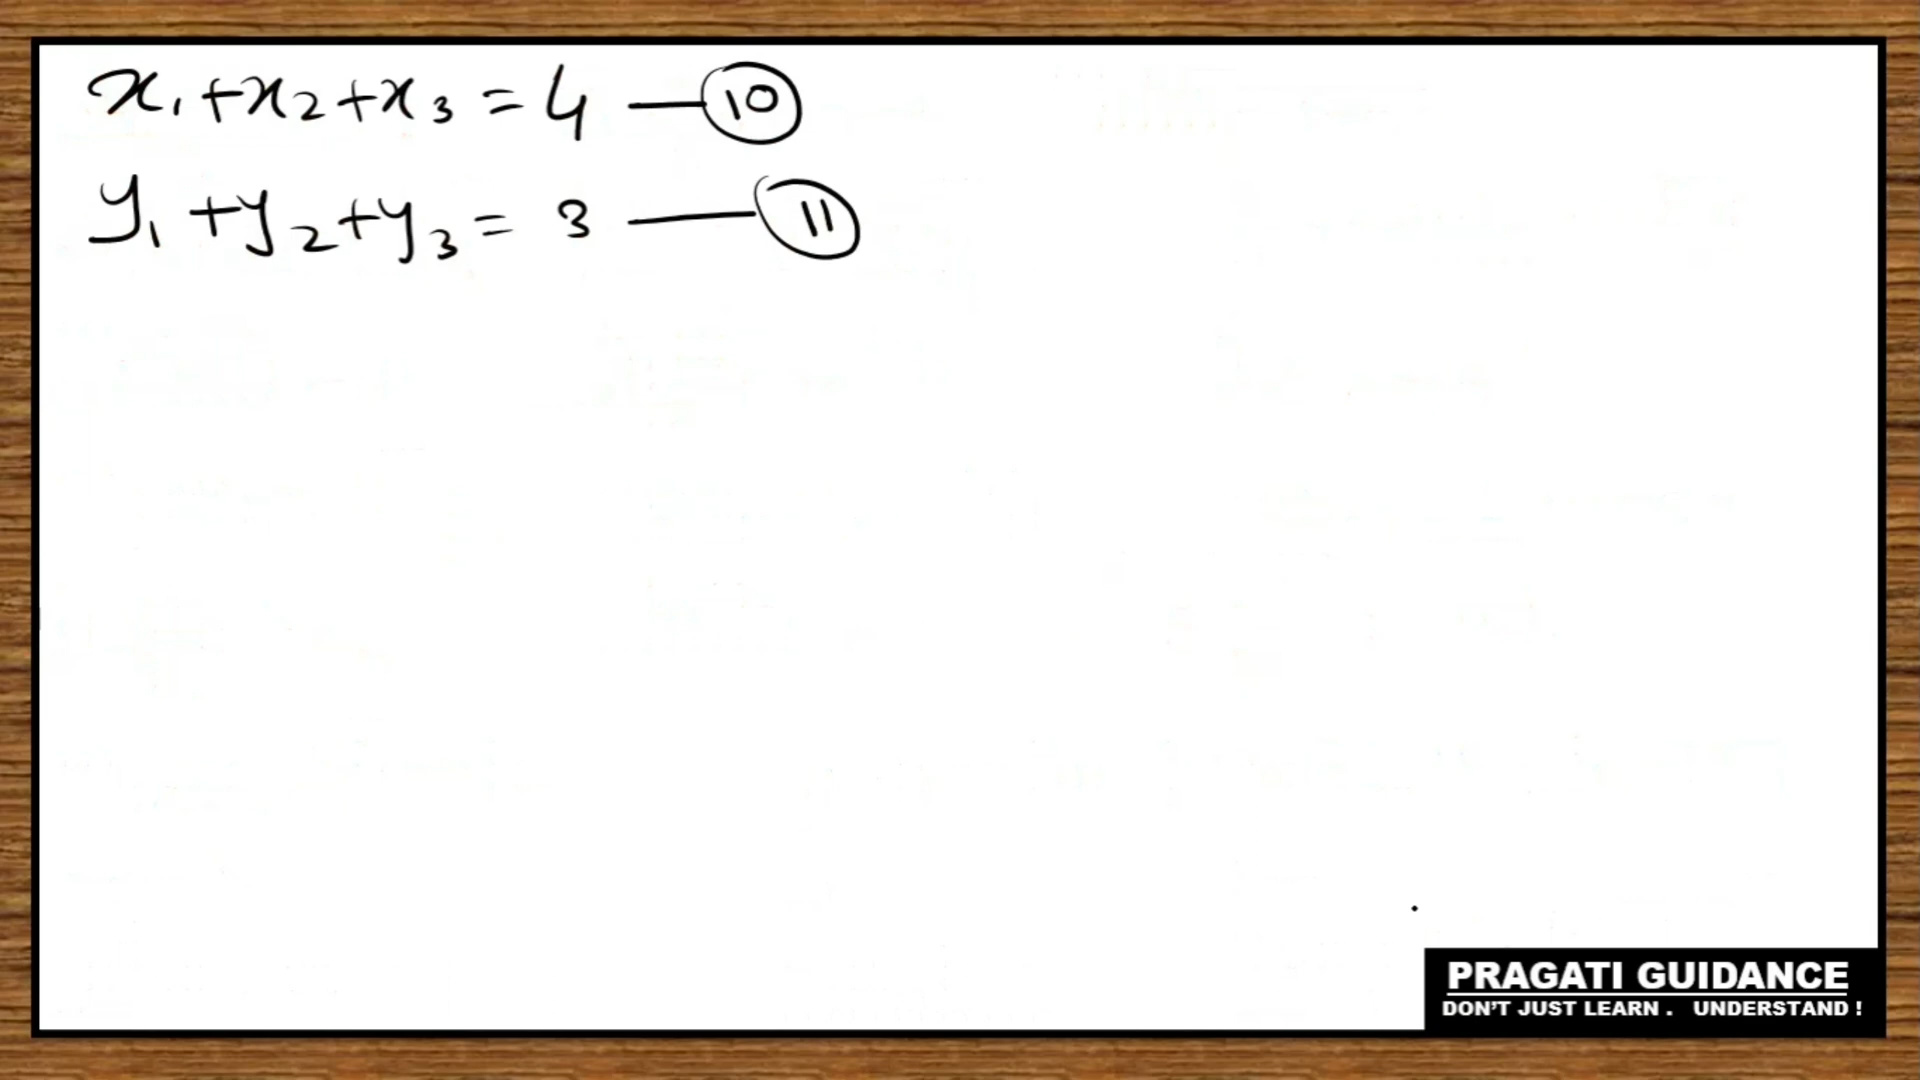 x₁ + x₂ + x₃ = 4 — 10
y₁ + y₂ + y₃ = 3 — 11
PRAGATI GUIDANCE
DON'T JUST LEARN . UNDERSTAND !